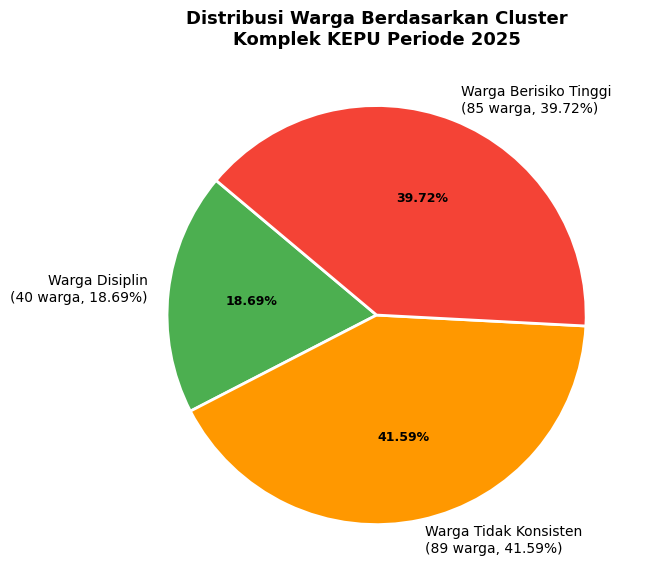 Distribusi Warga Berdasarkan Cluster
Komplek KEPU Periode 2025
Warga Berisiko Tinggi
(85 warga, 39.72%)
39.72%
Warga Disiplin
(40 warga, 18.69%)
18.69%
41.59%
Warga Tidak Konsisten
(89 warga, 41.59%)